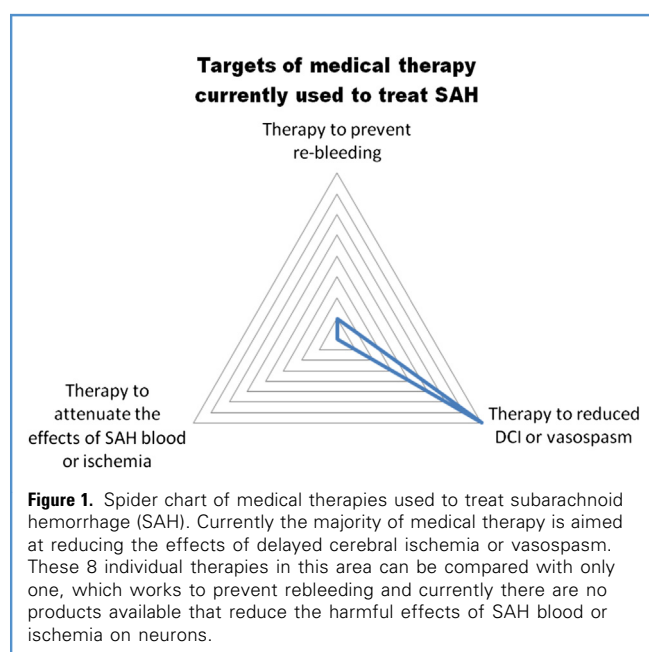 Targets of medical therapy
currently used to treat SAH
Therapy to prevent
re-bleeding
Therapy to
attenuate the
effects of SAH blood
or ischemia
Therapy to reduced
DCI or vasospasm
Figure 1. Spider chart of medical therapies used to treat subarachnoid
hemorrhage (SAH). Currently the majority of medical therapy is aimed
at reducing the effects of delayed cerebral ischemia or vasospasm.
These 8 individual therapies in this area can be compared with only
one, which works to prevent rebleeding and currently there are no
products available that reduce the harmful effects of SAH blood or
ischemia on neurons.